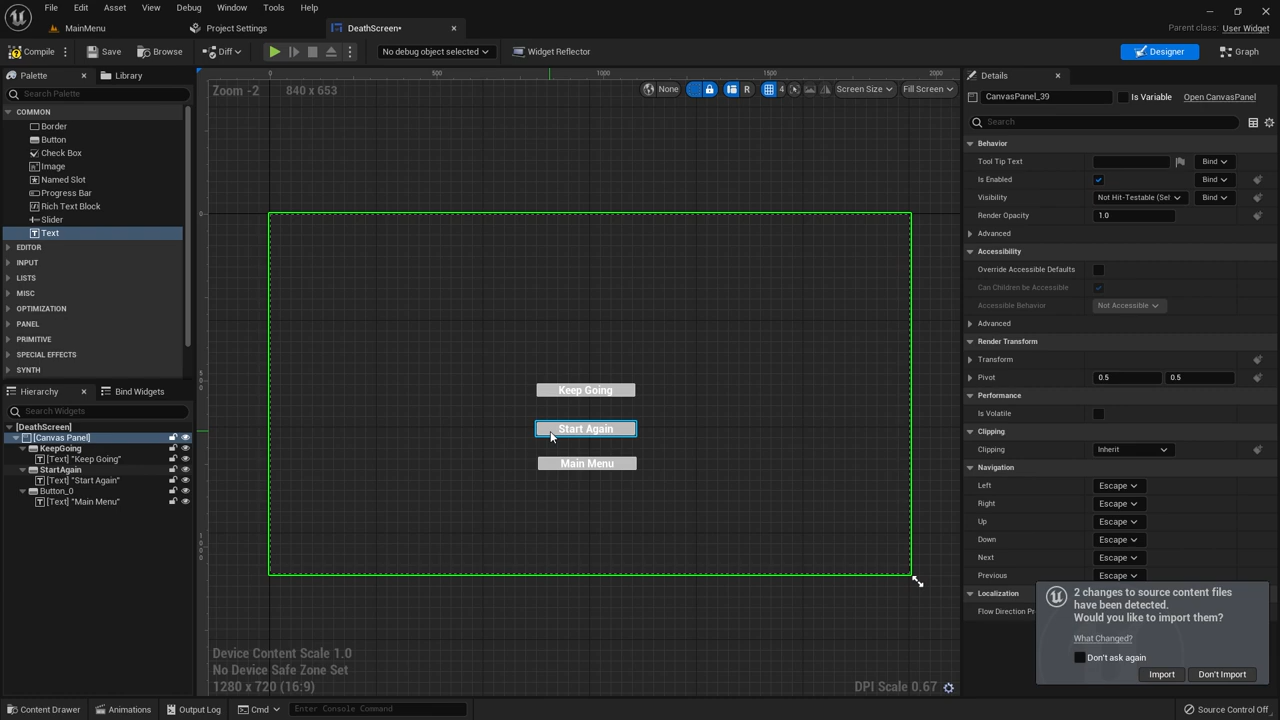 File Edit Asset View Debug Window Tools Help
MainMenu Project Settings DeathScreen• Parent class: User Widget
Compile Save Browse Diff No debug object selected Widget Reflector Designer Graph
Palette Library
Search Palette
COMMON
Border
Button
Check Box
Image
Named Slot
Progress Bar
Rich Text Block
Slider
Text
EDITOR
INPUT
LISTS
MISC
OPTIMIZATION
PANEL
PRIMITIVE
SPECIAL EFFECTS
SYNTH
Hierarchy Bind Widgets
Search Widgets
[DeathScreen]
[Canvas Panel]
KeepGoing
[Text] "Keep Going"
StartAgain
[Text] "Start Again"
Button_0
[Text] "Main Menu"
0 500 1000 1500 2000
Zoom -2 840 x 653 None R 4 Screen Size Fill Screen
0
5
0
0
1
0
0
0
Keep Going
Start Again
Main Menu
Device Content Scale 1.0
No Device Safe Zone Set
1280 x 720 (16:9) DPI Scale 0.67
Details
CanvasPanel_39 Is Variable Open CanvasPanel
Search
Behavior
Tool Tip Text Bind
Is Enabled Bind
Visibility Not Hit-Testable (Sel Bind
Render Opacity 1.0
Advanced
Accessibility
Override Accessible Defaults
Can Children be Accessible
Accessible Behavior Not Accessible
Advanced
Render Transform
Transform
Pivot 0.5 0.5
Performance
Is Volatile
Clipping
Clipping Inherit
Navigation
Left Escape
Right Escape
Up Escape
Down Escape
Next Escape
Previous Escape
Localization
Flow Direction Pr
2 changes to source content files
have been detected.
Would you like to import them?
What Changed?
Don't ask again
Import Don't Import
Content Drawer Animations Output Log Cmd Enter Console Command Source Control Off